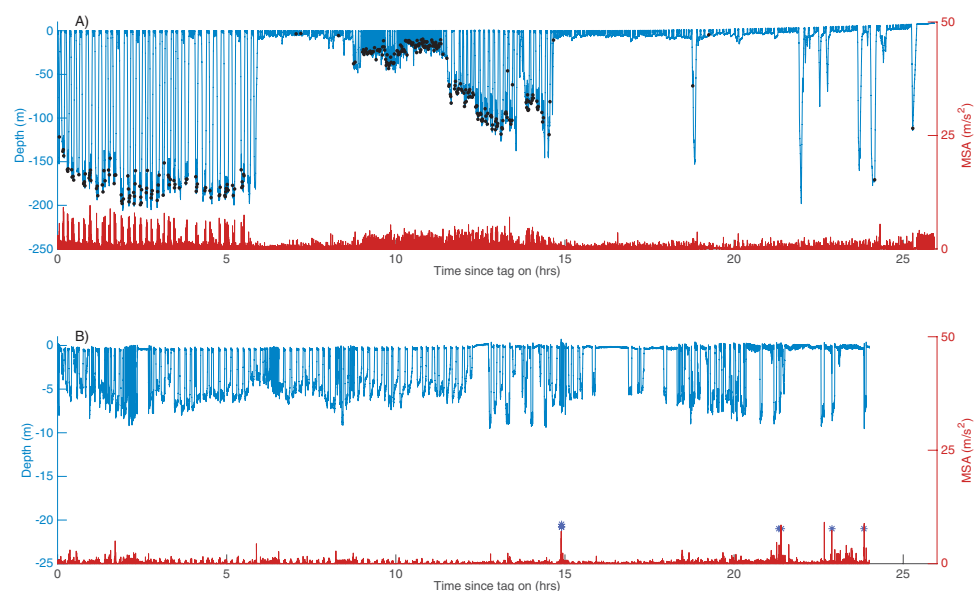 A)
0
-50
-100
-150
-200
-250
Depth (m)
50
25
0
MSA (m/s²)
0 5 10 15 20 25
Time since tag on (hrs)
B)
0
-5
-10
-15
-20
-25
Depth (m)
50
25
0
MSA (m/s²)
0 5 10 15 20 25
Time since tag on (hrs)